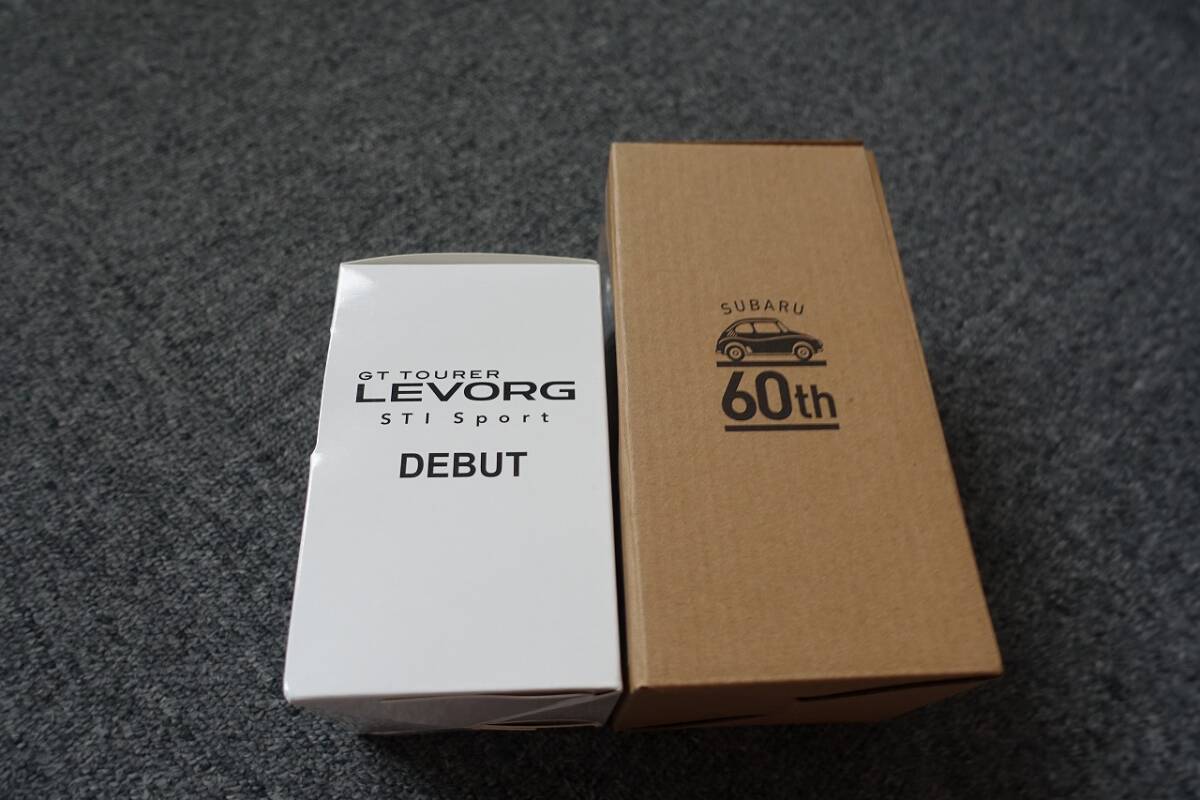 GT TOURER
LEVORG
STI Sport
DEBUT
SUBARU
60th